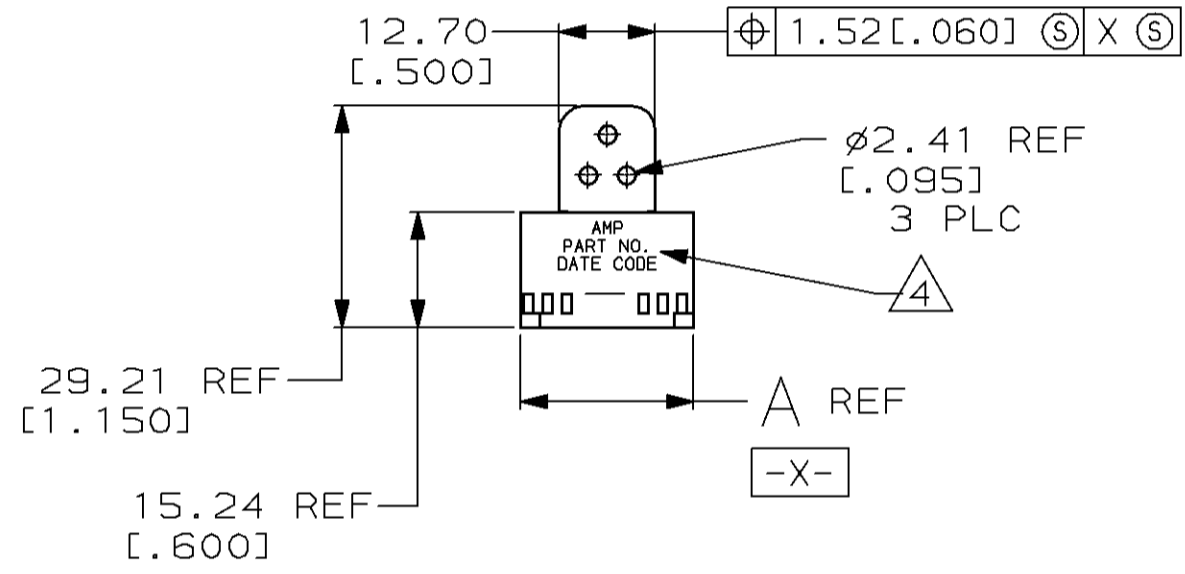 12.70
[.500]
⌖ 1.52[.060] Ⓢ X Ⓢ
⌀2.41 REF
[.095]
3 PLC
AMP
PART NO.
DATE CODE
4
29.21 REF
[1.150]
A REF
-X-
15.24 REF
[.600]